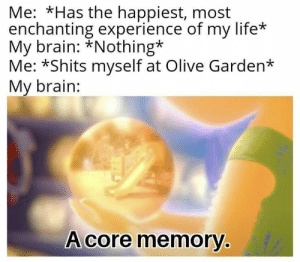 Me: *Has the happiest, most
enchanting experience of my life*
My brain: *Nothing*
Me: *Shits myself at Olive Garden*
My brain:
A core memory.